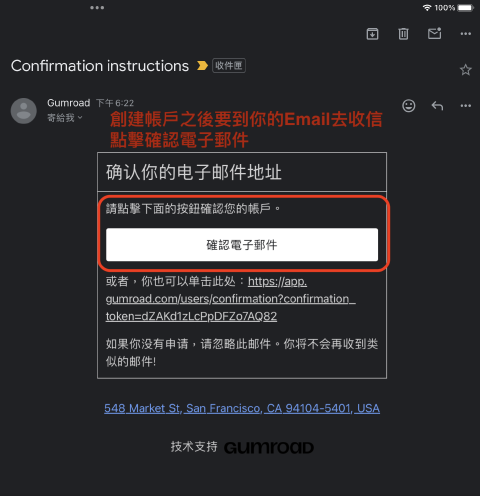 100%
Confirmation instructions 收件匣
Gumroad 下午 6:22
寄給我
創建帳戶之後要到你的Email去收信
點擊確認電子郵件
确认你的电子邮件地址
請點擊下面的按鈕確認您的帳戶。
確認電子郵件
或者，你也可以单击此处：https://app.
gumroad.com/users/confirmation?confirmation_
token=dZAKd1zLcPpDFZo7AQ82
如果你没有申请，请忽略此邮件。你将不会再收到类
似的邮件!
548 Market St, San Francisco, CA 94104-5401, USA
技术支持 GUMROAD